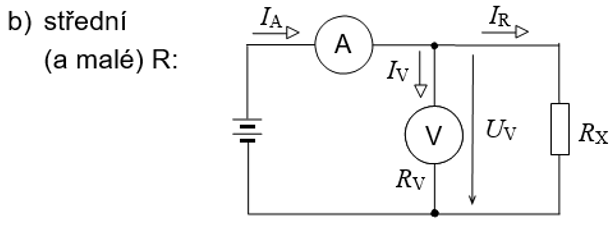 b) střední
(a malé) R:
I_A
A
I_R
I_V
V
U_V
R_V
R_X